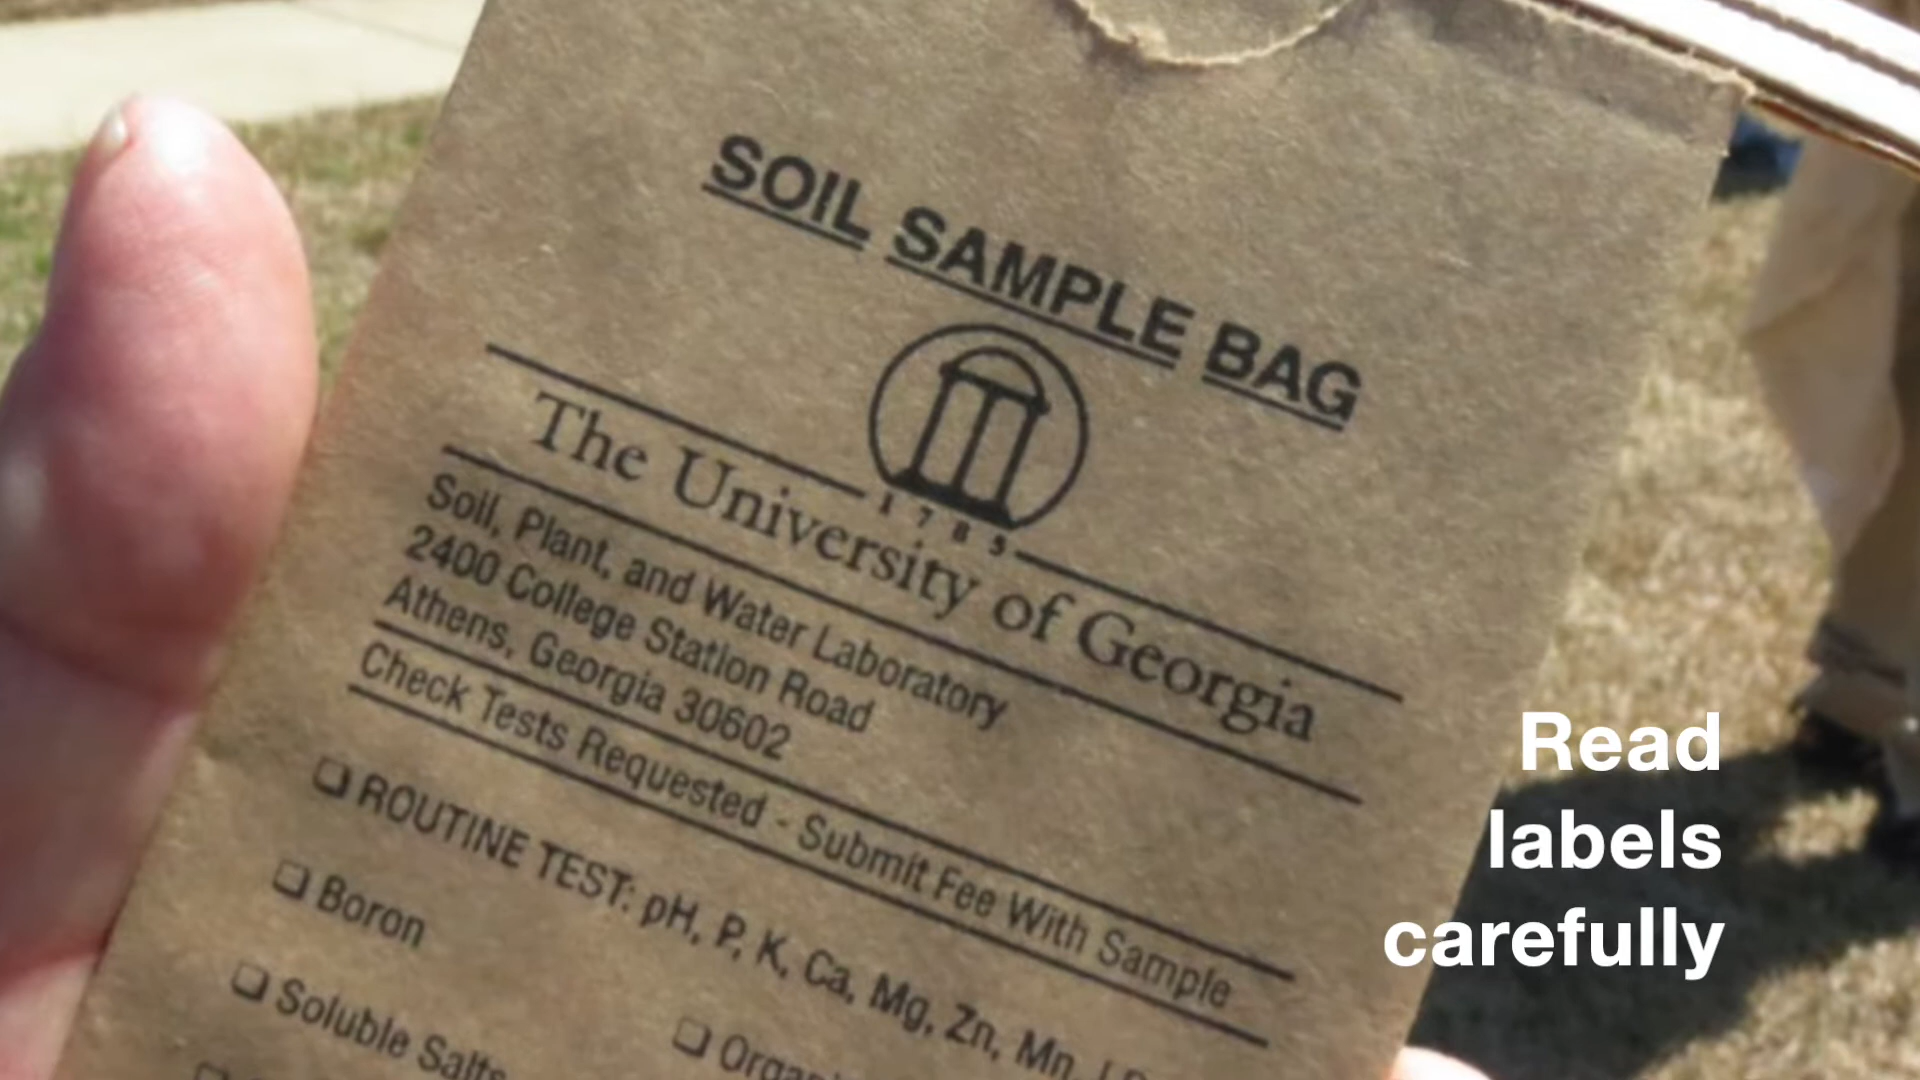 SOIL SAMPLE BAG
1785
The University of Georgia
Soil, Plant, and Water Laboratory
2400 College Station Road
Athens, Georgia 30602
Check Tests Requested - Submit Fee With Sample
❏ ROUTINE TEST: pH, P, K, Ca, Mg, Zn, Mn,
❏ Boron
❏ Soluble Salts
❏
Read
labels
carefully